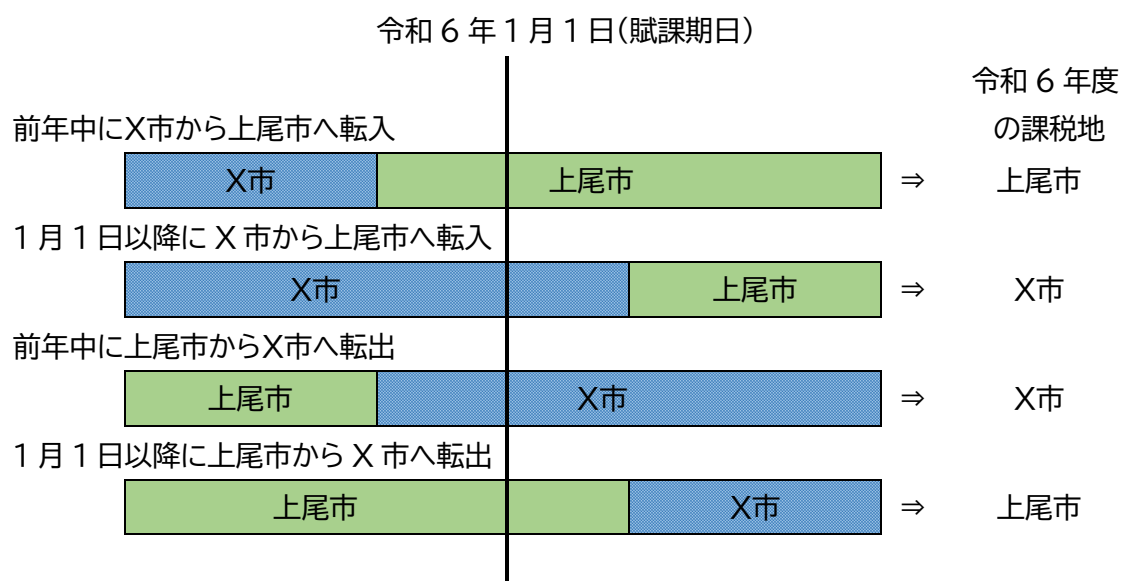 令和６年１月１日（賦課期日）
令和６年度
の課税地
前年中にX市から上尾市へ転入
X市 上尾市 ⇒ 上尾市
１月１日以降にX市から上尾市へ転入
X市 上尾市 ⇒ X市
前年中に上尾市からX市へ転出
上尾市 X市 ⇒ X市
１月１日以降に上尾市からX市へ転出
上尾市 X市 ⇒ 上尾市